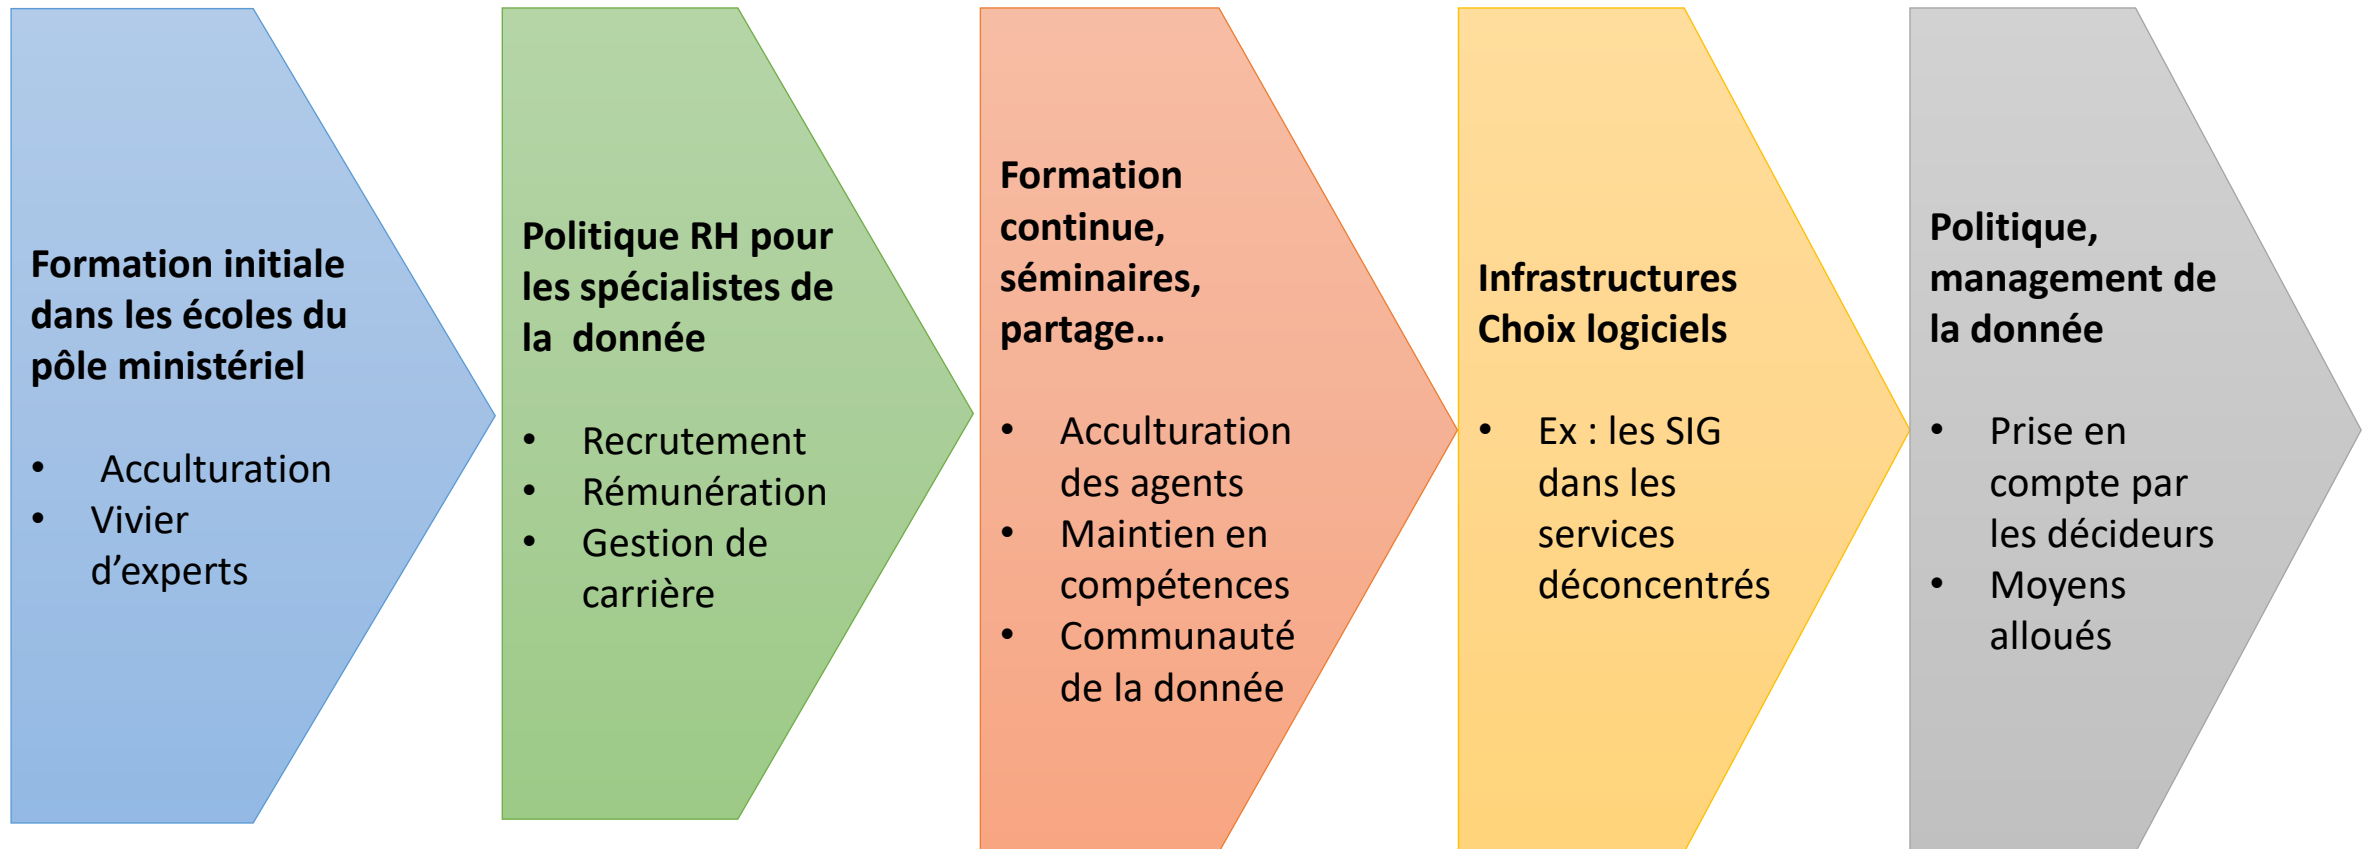 Formation initiale
dans les écoles du
pôle ministériel
• Acculturation
• Vivier
d’experts
Politique RH pour
les spécialistes de
la donnée
• Recrutement
• Rémunération
• Gestion de
carrière
Formation
continue,
séminaires,
partage…
• Acculturation
des agents
• Maintien en
compétences
• Communauté
de la donnée
Infrastructures
Choix logiciels
• Ex : les SIG
dans les
services
déconcentrés
Politique,
management de
la donnée
• Prise en
compte par
les décideurs
• Moyens
alloués